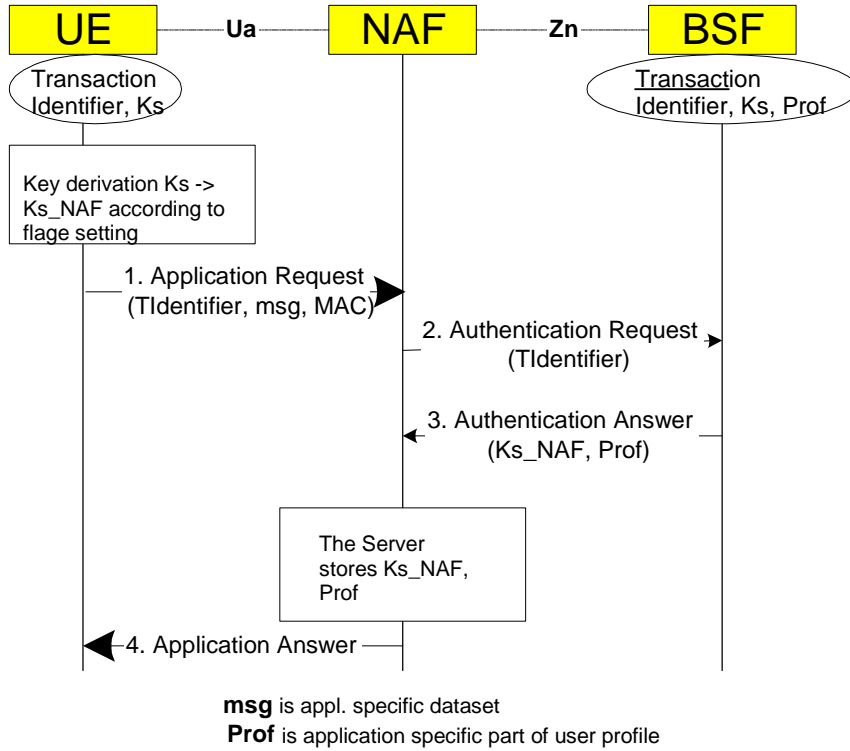 UE
Ua
NAF
Zn
BSF
Transaction
Identifier, Ks
Transaction
Identifier, Ks, Prof
Key derivation Ks ->
Ks_NAF according to
flage setting
1. Application Request
(TIdentifier, msg, MAC)
2. Authentication Request
(TIdentifier)
3. Authentication Answer
(Ks_NAF, Prof)
The Server
stores Ks_NAF,
Prof
4. Application Answer
msg is appl. specific dataset
Prof is application specific part of user profile